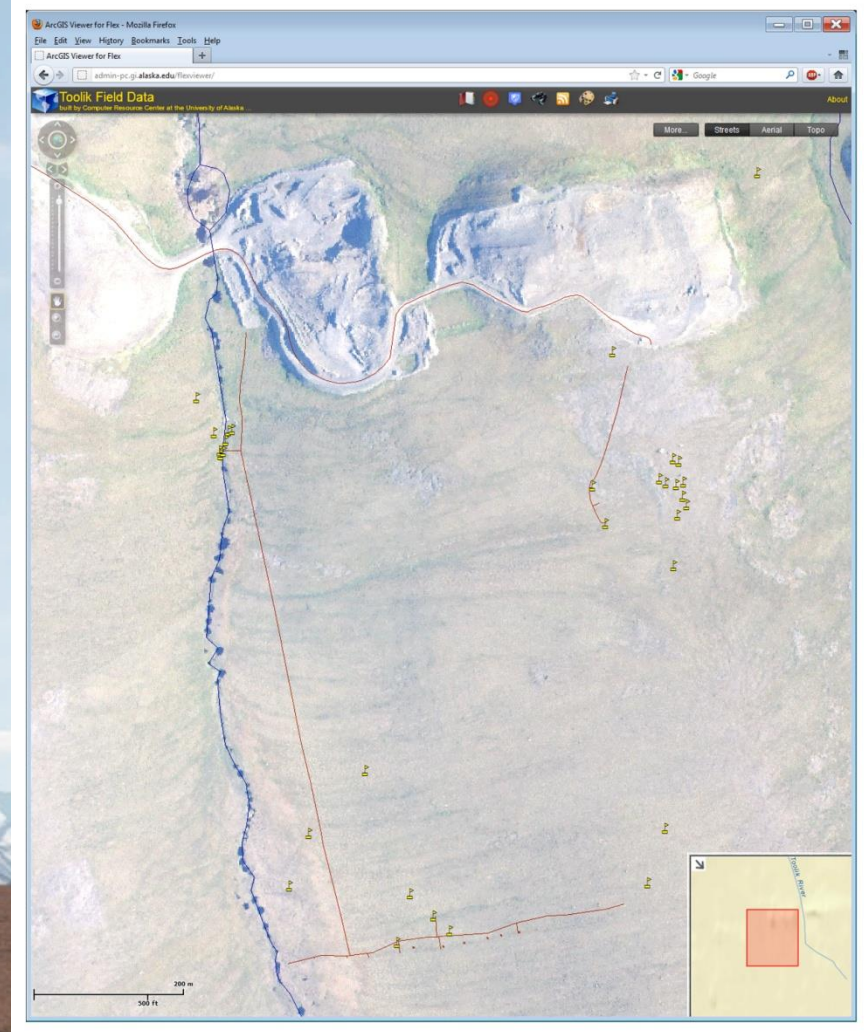 ArcGIS Viewer for Flex - Mozilla Firefox
File Edit View History Bookmarks Tools Help
ArcGIS Viewer for Flex
admin-pc.gi.alaska.edu/flexviewer/
Google
Toolik Field Data
built by Computer Resource Center at the University of Alaska ...
About
More...
Streets
Aerial
Topo
Toolik River
200 m
500 ft